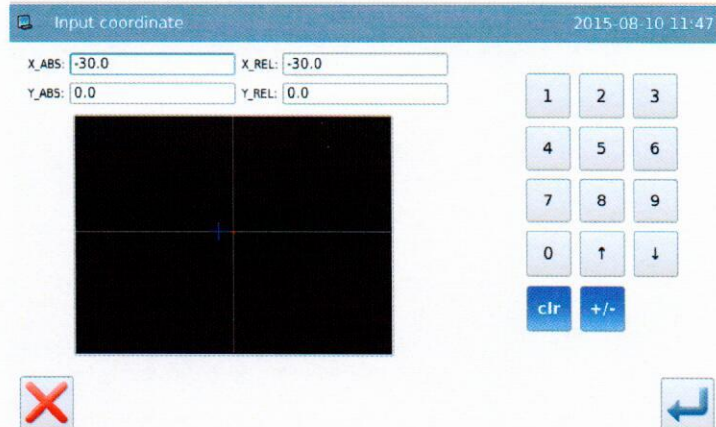 Input coordinate 2015-08-10 11:47
X_ABS: -30.0 X_REL: -30.0
Y_ABS: 0.0 Y_REL: 0.0
1 2 3
4 5 6
7 8 9
0 ↑ ↓
clr +/-